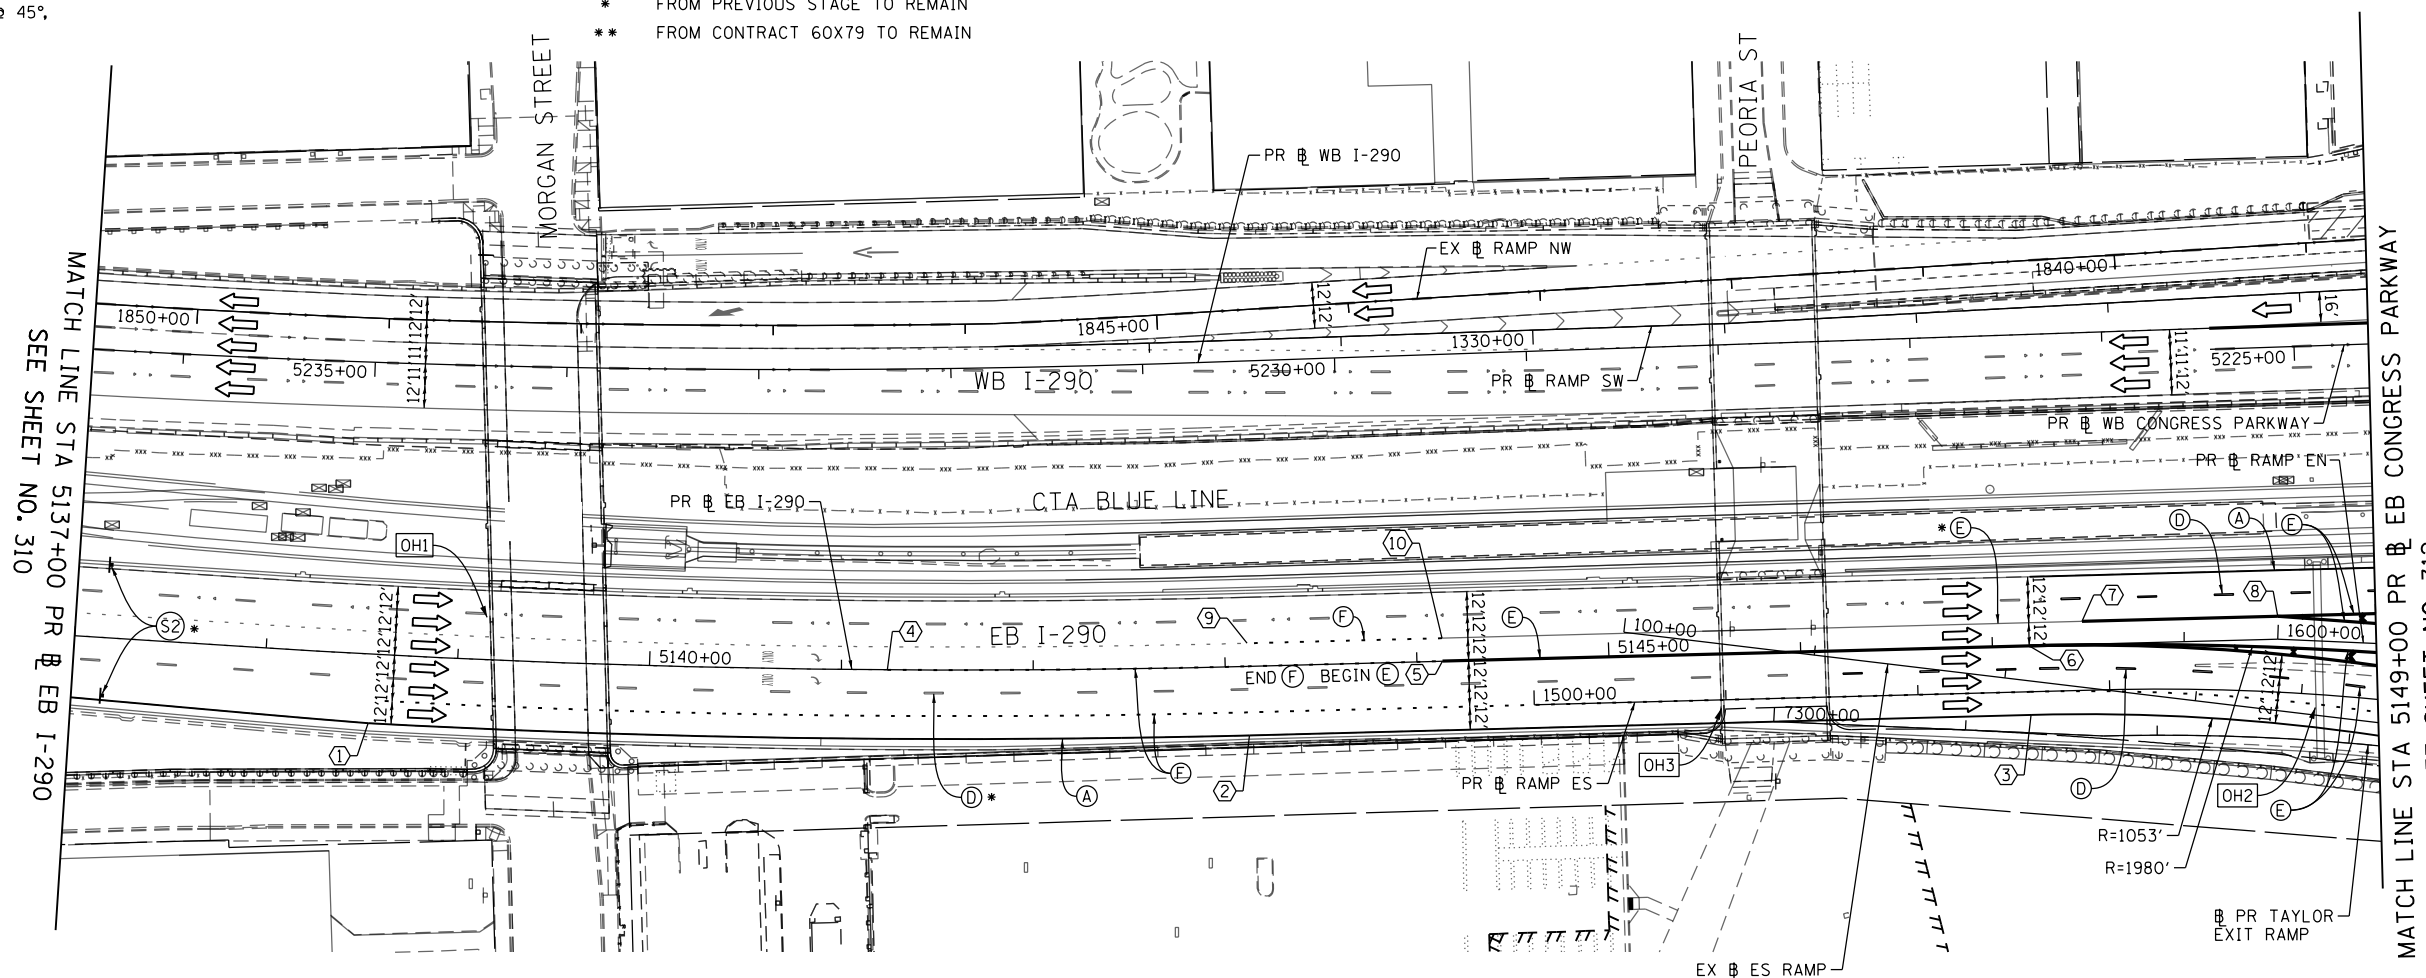 45°,
* FROM PREVIOUS STAGE TO REMAIN
** FROM CONTRACT 60X79 TO REMAIN
MORGAN STREET
PEORIA ST
PR ⅊ WB I-290
EX ⅊ RAMP NW
ONLY
1850+00
12'12'11'11'12'
1845+00
12'12'
1840+00
16'
5235+00
WB I-290
5230+00
1330+00
PR ⅊ RAMP SW
11'11'12'
5225+00
PR ⅊ WB CONGRESS PARKWAY
PR ⅊ RAMP EN
MATCH LINE STA 5137+00 PR ⅊ EB I-290
SEE SHEET NO. 310
MATCH LINE STA 5149+00 PR ⅊ EB CONGRESS PARKWAY
CTA BLUE LINE
PR ⅊ EB I-290
OH1
10
* E
D
A
E
S2 *
12'12'12'12'12'12'
4
EB I-290
9
F
E
100+00
12'12'12'
7
8
1600+00
5140+00
ONLY
END F BEGIN E 5
12'12'12'12'12'12'
5145+00
6
1500+00
7300+00
12'12'12'
1
D *
A
F
2
PR ⅊ RAMP ES
OH3
3
D
OH2
E
R=1053'
R=1980'
⅊ PR TAYLOR
EXIT RAMP
EX ⅊ ES RAMP